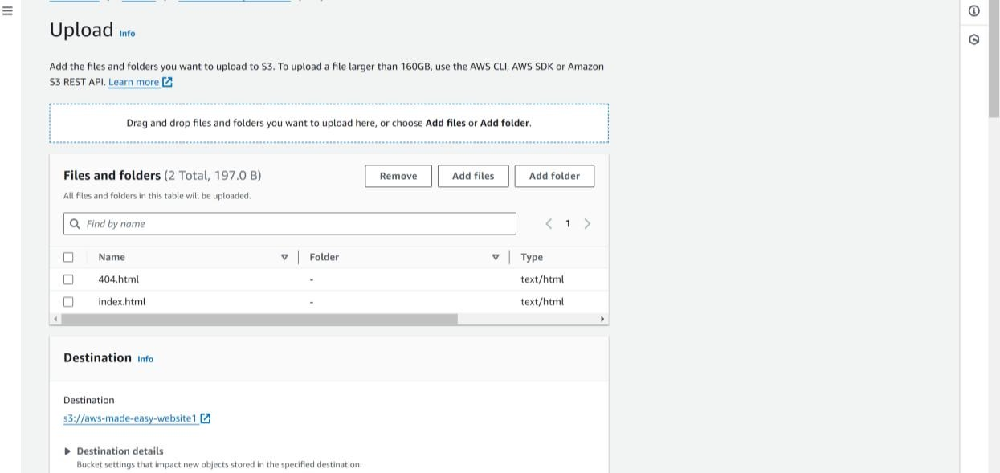 Upload Info
Add the files and folders you want to upload to S3. To upload a file larger than 160GB, use the AWS CLI, AWS SDK or Amazon
S3 REST API. Learn more
Drag and drop files and folders you want to upload here, or choose Add files or Add folder.
Files and folders (2 Total, 197.0 B)
Remove
Add files
Add folder
All files and folders in this table will be uploaded.
Find by name
1
Name
Folder
Type
404.html - text/html
index.html - text/html
Destination Info
Destination
s3://aws-made-easy-website1
Destination details
Bucket settings that impact new objects stored in the specified destination.